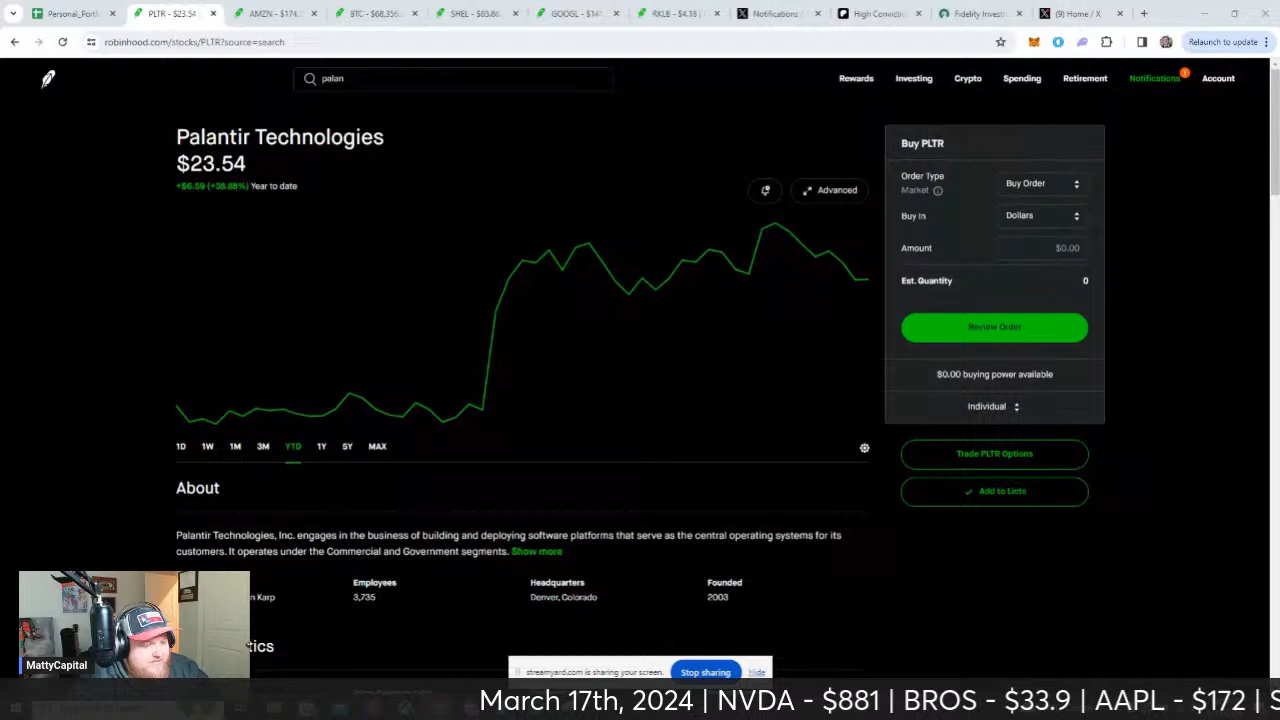 Personal_Portf
PLTR - $23.54
AMZN - $174.
BTC - $68,356
SHEL - $65.86
GOOGL - $141
RKLB - $4.18 |
Notifications /
High Convictio
Fidelity Invest
(9) Home / X
robinhood.com/stocks/PLTR?source=search
Relaunch to update
palan
Rewards
Investing
Crypto
Spending
Retirement
Notifications
Account
Palantir Technologies
$23.54
+$6.59 (+38.88%) Year to date
Advanced
1D 1W 1M 3M YTD 1Y 5Y MAX
Buy PLTR
Order Type
Market
Buy Order
Buy In
Dollars
Amount
$0.00
Est. Quantity
0
Review Order
$0.00 buying power available
Individual
Trade PLTR Options
Add to Lists
About
Palantir Technologies, Inc. engages in the business of building and deploying software platforms that serve as the central operating systems for its
customers. It operates under the Commercial and Government segments. Show more
n Karp
Employees
3,735
Headquarters
Denver, Colorado
Founded
2003
tics
MattyCapital
streamyard.com is sharing your screen.
Stop sharing
Hide
March 17th, 2024 | NVDA - $881 | BROS - $33.9 | AAPL - $172 | S